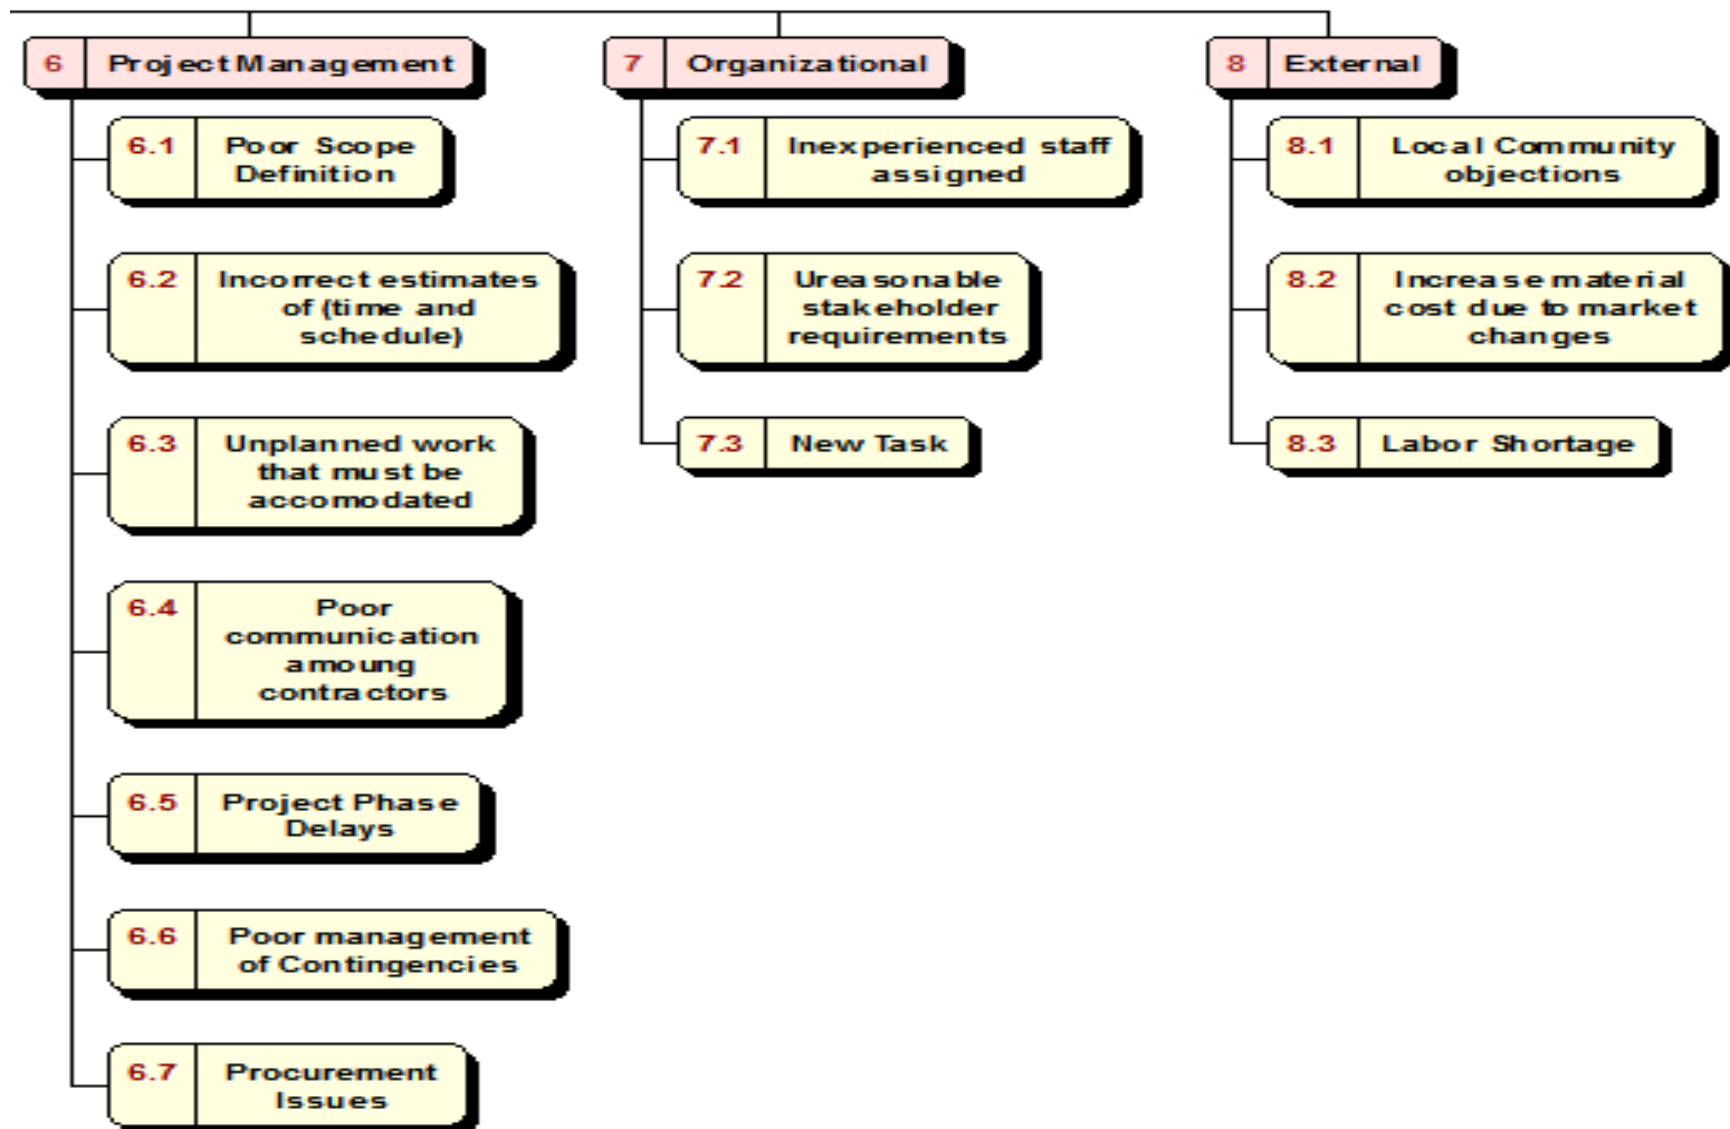 6 Project Management
6.1 Poor Scope
Definition
6.2 Incorrect estimates
of (time and
schedule)
6.3 Unplanned work
that must be
accomodated
6.4 Poor
communication
amoung
contractors
6.5 Project Phase
Delays
6.6 Poor management
of Contingencies
6.7 Procurement
Issues
7 Organizational
7.1 Inexperienced staff
assigned
7.2 Ureasonable
stakeholder
requirements
7.3 New Task
8 External
8.1 Local Community
objections
8.2 Increase material
cost due to market
changes
8.3 Labor Shortage